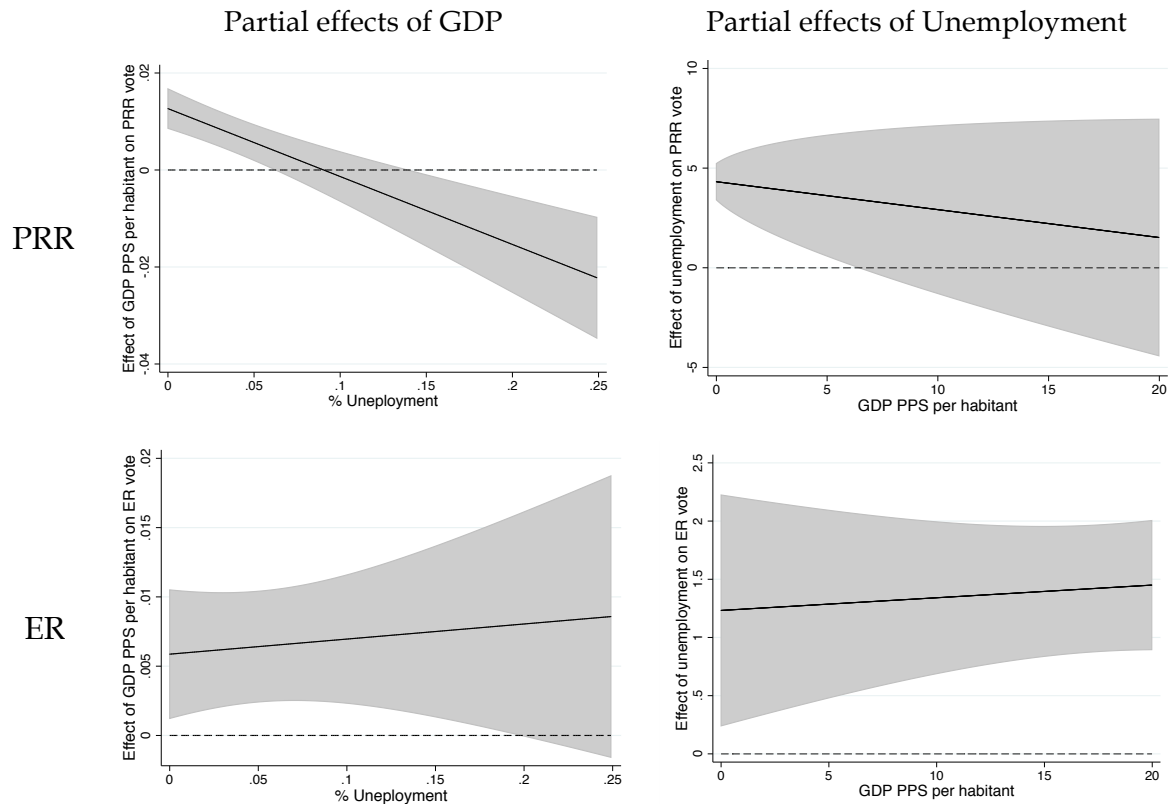 Partial effects of GDP
Partial effects of Unemployment
PRR
Effect of GDP PPS per habitant on PRR vote
.02
0
-.02
-.04
0 .05 .1 .15 .2 .25
% Uneployment
Effect of unemployment on PRR vote
10
5
0
-5
0 5 10 15 20
GDP PPS per habitant
ER
Effect of GDP PPS per habitant on ER vote
.02
.015
.01
.005
0
0 .05 .1 .15 .2 .25
% Uneployment
Effect of unemployment on ER vote
2.5
2
1.5
1
.5
0
0 5 10 15 20
GDP PPS per habitant